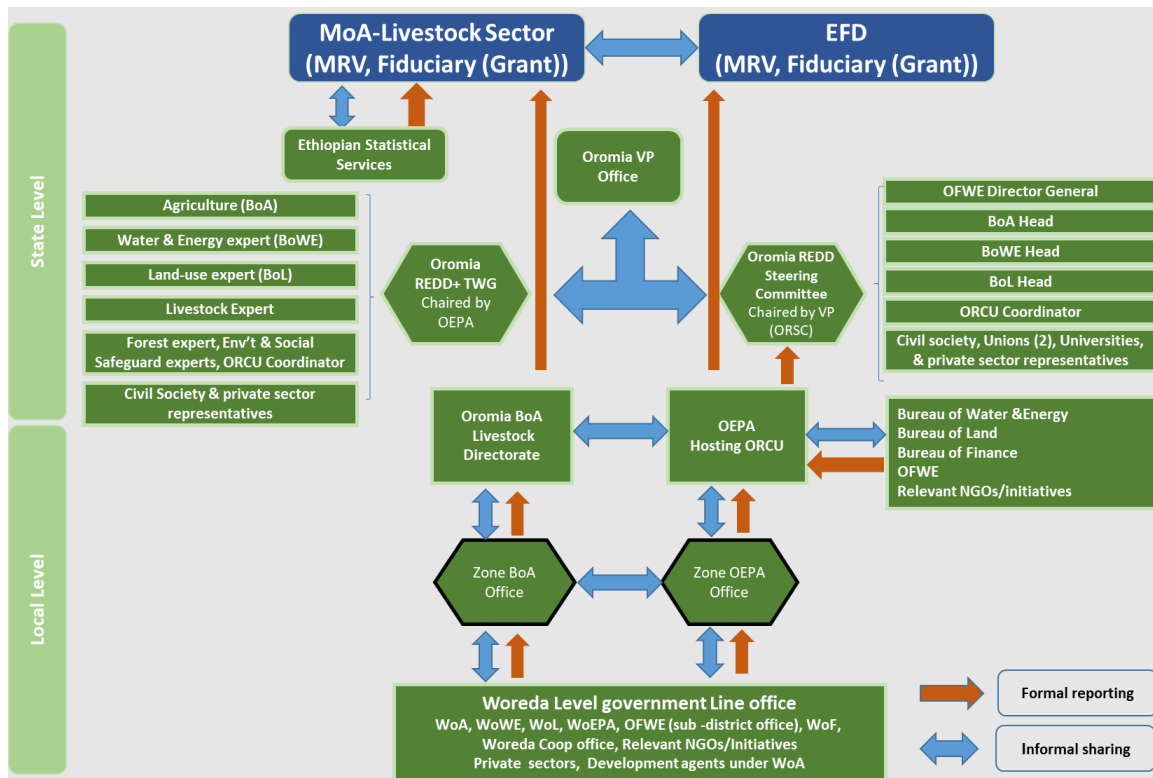 State Level
MoA-Livestock Sector
(MRV, Fiduciary (Grant))
EFD
(MRV, Fiduciary (Grant))
Ethiopian Statistical
Services
Oromia VP
Office
Agriculture (BoA)
Water & Energy expert (BoWE)
Land-use expert (BoL)
Livestock Expert
Forest expert, Env’t & Social
Safeguard experts, ORCU Coordinator
Civil Society & private sector
representatives
Oromia
REDD+ TWG
Chaired by
OEPA
Oromia REDD
Steering
Committee
Chaired by VP
(ORSC)
OFWE Director General
BoA Head
BoWE Head
BoL Head
ORCU Coordinator
Civil society, Unions (2), Universities,
& private sector representatives
Local Level
Oromia BoA
Livestock
Directorate
OEPA
Hosting ORCU
Bureau of Water &Energy
Bureau of Land
Bureau of Finance
OFWE
Relevant NGOs/initiatives
Zone BoA
Office
Zone OEPA
Office
Woreda Level government Line office
WoA, WoWE, WoL, WoEPA, OFWE (sub -district office), WoF,
Woreda Coop office, Relevant NGOs/Initiatives
Private sectors, Development agents under WoA
Formal reporting
Informal sharing